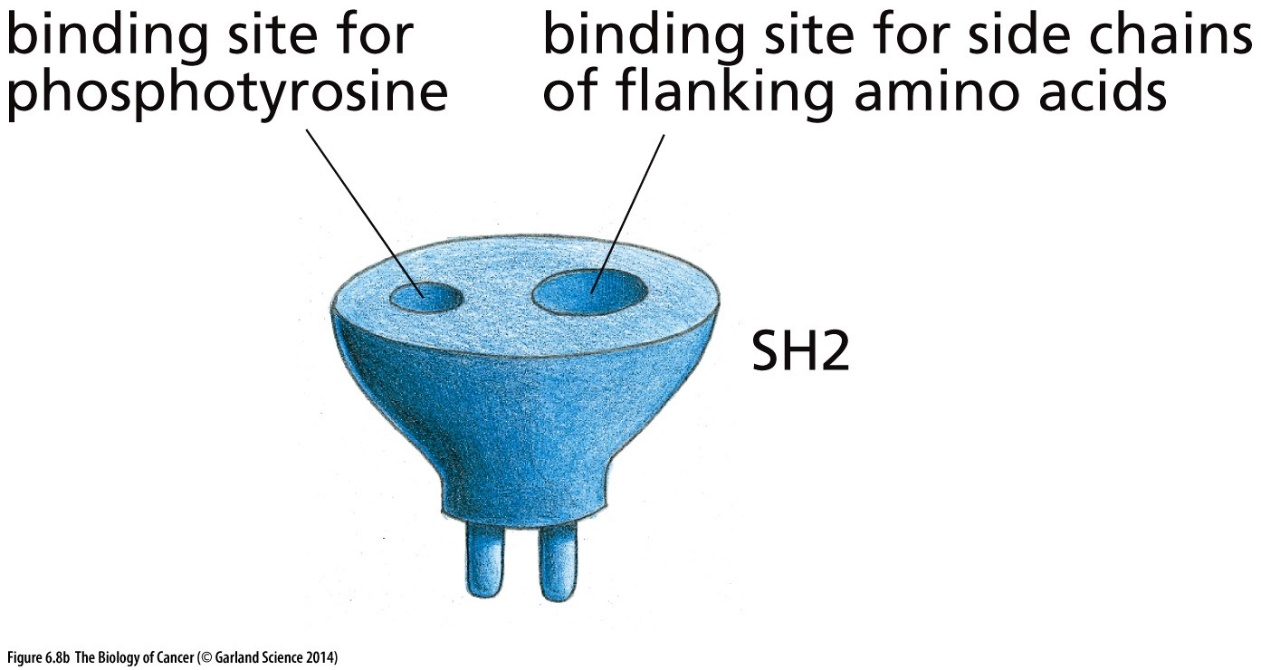 binding site for
phosphotyrosine
binding site for side chains
of flanking amino acids
SH2
Figure 6.8b The Biology of Cancer (© Garland Science 2014)